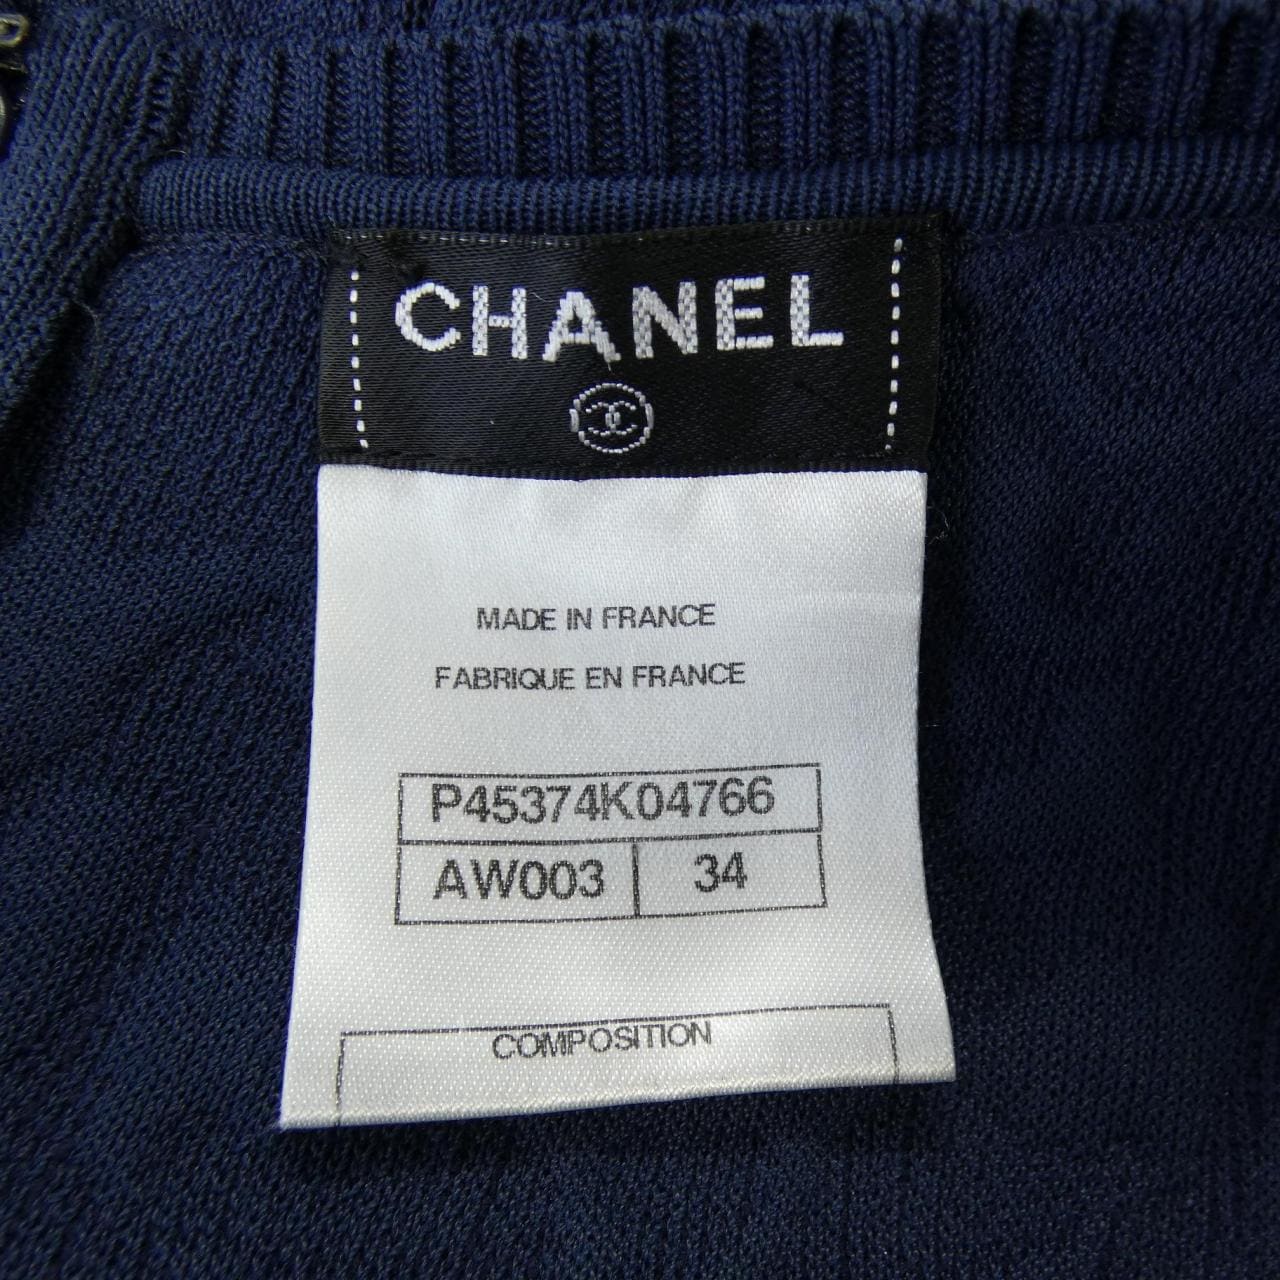 CHANEL
MADE IN FRANCE
FABRIQUE EN FRANCE
P45374K04766
AW003 34
COMPOSITION